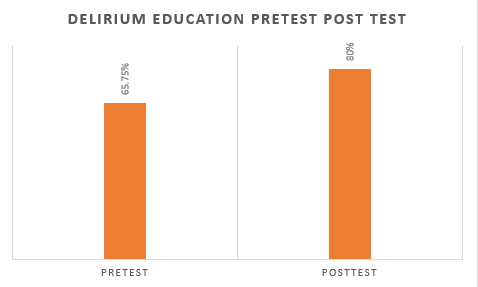 DELIRIUM EDUCATION PRETEST POST TEST
65.75%
80%
PRETEST
POSTTEST